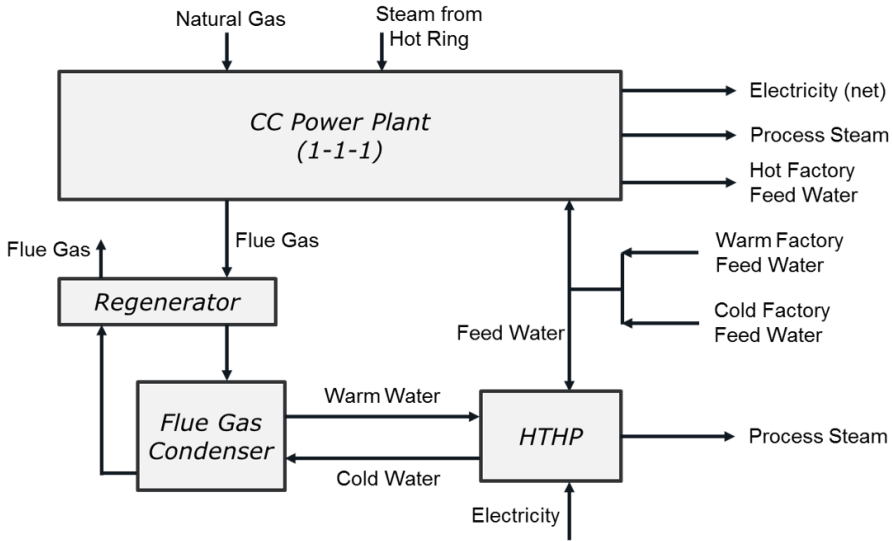 Natural Gas
Steam from
Hot Ring
CC Power Plant
(1-1-1)
Electricity (net)
Process Steam
Hot Factory
Feed Water
Flue Gas
Flue Gas
Warm Factory
Feed Water
Regenerator
Cold Factory
Feed Water
Feed Water
Warm Water
Flue Gas
Condenser
HTHP
Process Steam
Cold Water
Electricity